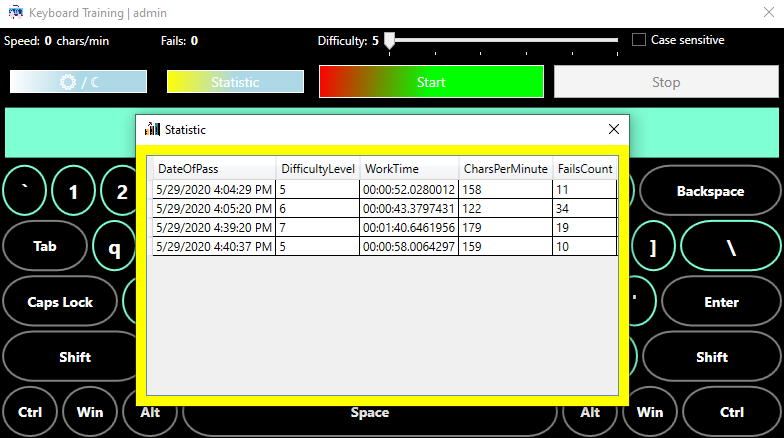 Keyboard Training | admin
Speed: 0 chars/min Fails: 0 Difficulty: 5 Case sensitive
/ C Statistic Start Stop
Statistic
DateOfPass DifficultyLevel WorkTime CharsPerMinute FailsCount
5/29/2020 4:04:29 PM 5 00:00:52.0280012 158 11
5/29/2020 4:05:20 PM 6 00:00:43.3797431 122 34
5/29/2020 4:39:20 PM 7 00:01:40.6461956 179 19
5/29/2020 4:40:37 PM 5 00:00:58.0064297 159 10
` 1 2 Backspace
Tab q ] \
Caps Lock ' Enter
Shift Shift
Ctrl Win Alt Space Alt Win Ctrl